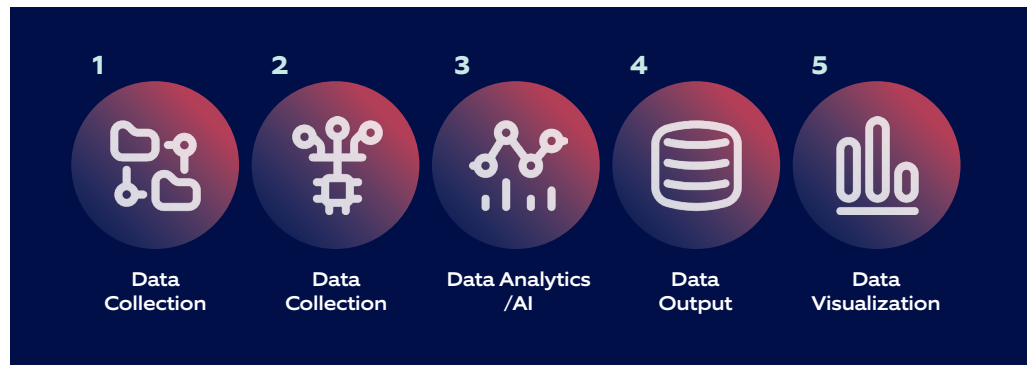 1
Data
Collection
2
Data
Collection
3
Data Analytics
/AI
4
Data
Output
5
Data
Visualization